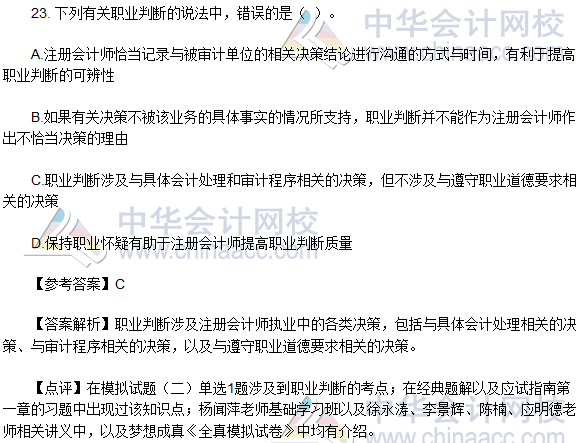 23. 下列有关职业判断的说法中，错误的是（ ）。
中华会计网校
www.chinaacc.com
A.注册会计师恰当记录与被审计单位的相关决策结论进行沟通的方式与时间，有利于提高
职业判断的可辨性
B.如果有关决策不被该业务的具体事实的情况所支持，职业判断并不能作为注册会计师作
出不恰当决策的理由
C.职业判断涉及与具体会计处理和审计程序相关的决策，但不涉及与遵守职业道德要求相
关的决策
中华会计网校
www.chinaacc.com
D.保持职业怀疑有助于注册会计师提高职业判断质量
【参考答案】C
【答案解析】职业判断涉及注册会计师执业中的各类决策，包括与具体会计处理相关的决
策、与审计程序相关的决策，以及与遵守职业道德要求相关的决策。
【点评】在模拟试题（二）单选1题涉及到职业判断的考点；在经典题解以及应试指南第
一章的习题中出现过该知识点；杨闻萍老师基础学习班以及徐永涛、李景辉、陈楠、应明德老
师相关讲义中，以及梦想成真《全真模拟试卷》中均有介绍。
中华会计网校
www.chinaacc.com